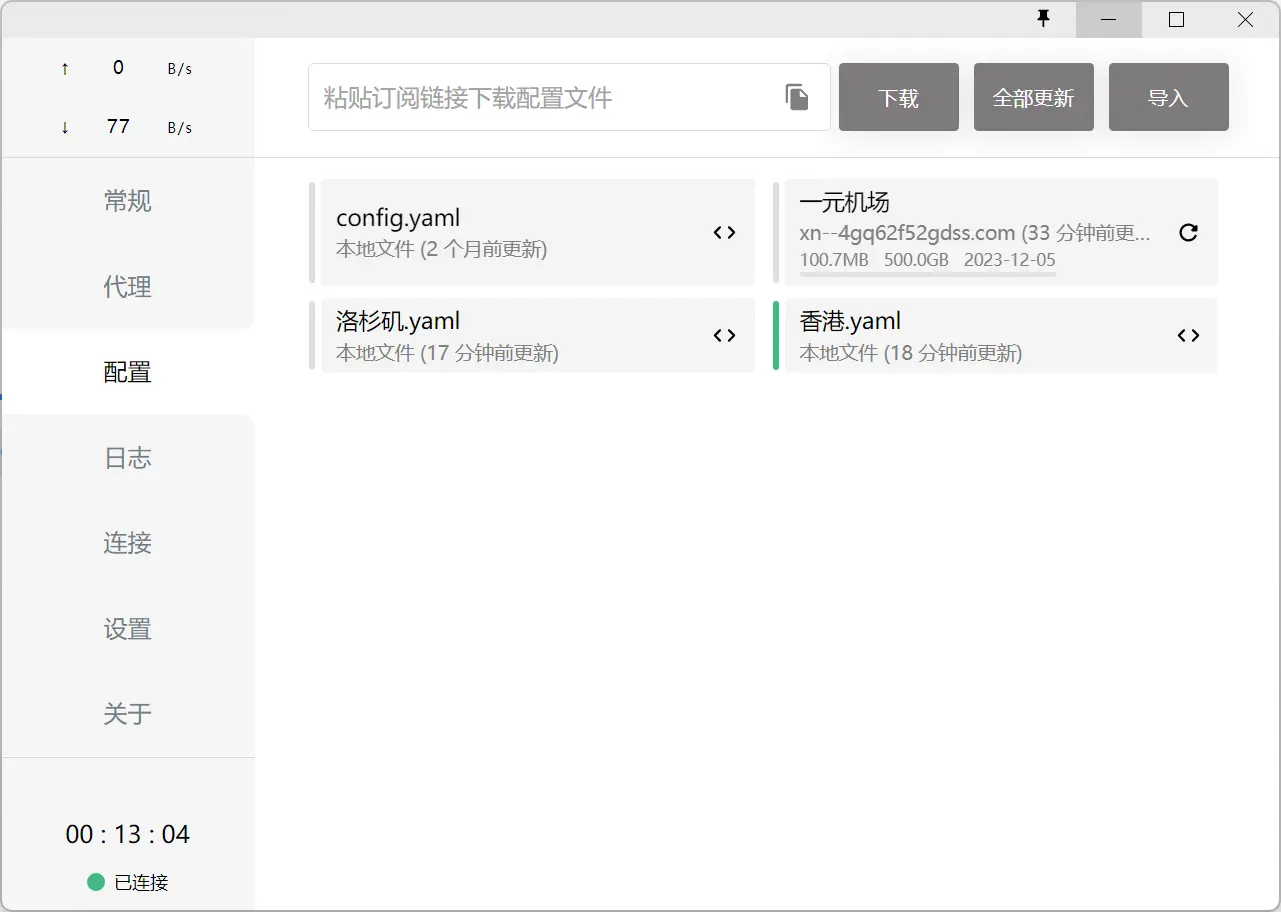 ↑ 0 B/s
↓ 77 B/s
常规
代理
配置
日志
连接
设置
关于
00 : 13 : 04
已连接
粘贴订阅链接下载配置文件
下载
全部更新
导入
config.yaml
本地文件 (2 个月前更新)
一元机场
xn--4gq62f52gdss.com (33 分钟前更...
100.7MB 500.0GB 2023-12-05
洛杉矶.yaml
本地文件 (17 分钟前更新)
香港.yaml
本地文件 (18 分钟前更新)